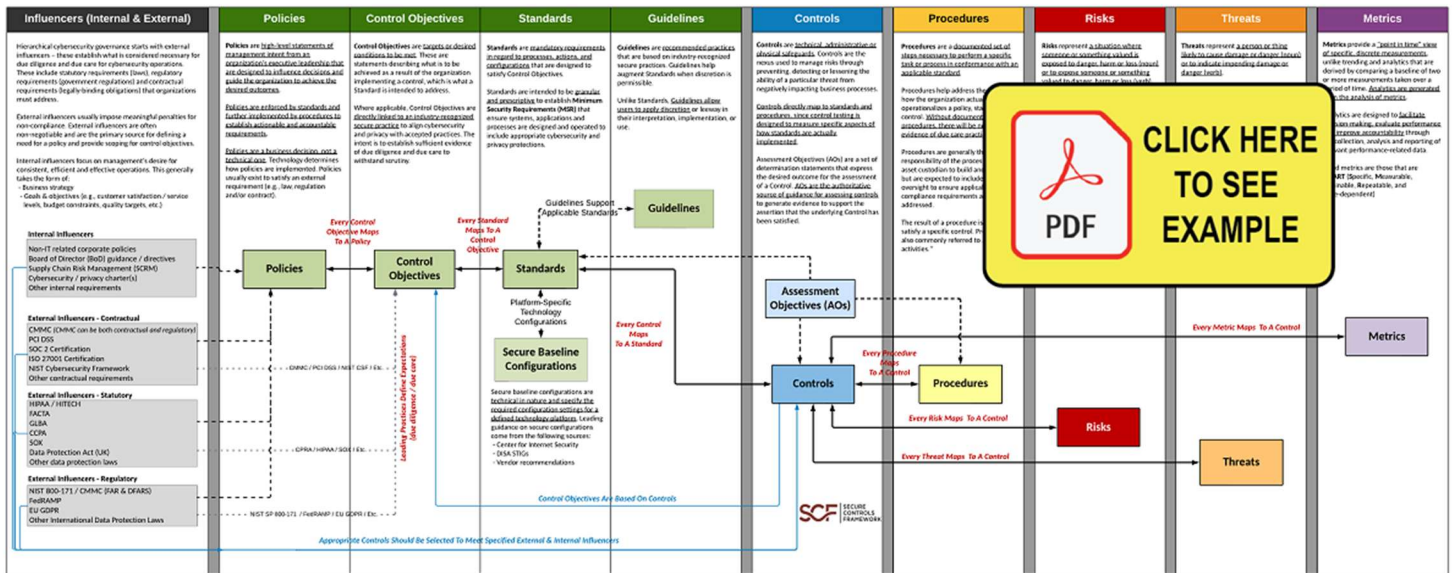 Influencers (Internal & External)
Policies
Control Objectives
Standards
Guidelines
Controls
Procedures
Risks
Threats
Metrics
Hierarchical cybersecurity governance starts with external
influencers – these establish what is considered necessary for
due diligence and due care for cybersecurity operations.
These include statutory requirements (laws), regulatory
requirements (government regulations) and contractual
requirements (legally-binding obligations) that organizations
must address.
External influencers usually impose meaningful penalties for
non-compliance. External influencers are often
non-negotiable and are the primary source for defining a
need for a policy and provide scoping for control objectives.
Internal influencers focus on management's desire for
consistent, efficient and effective operations. This generally
takes the form of:
- Business strategy
- Goals & objectives (e.g., customer satisfaction / service
levels, budget constraints, quality targets, etc.)
Internal Influencers
Non-IT related corporate policies
Board of Director (BoD) guidance / directives
Supply Chain Risk Management (SCRM)
Cybersecurity / privacy charter(s)
Other internal requirements
External Influencers - Contractual
CMMC (CMMC can be both contractual and regulatory)
PCI DSS
SOC 2 Certification
ISO 27001 Certification
NIST Cybersecurity Framework
Other contractual requirements
External Influencers - Statutory
HIPAA / HITECH
FACTA
GLBA
CCPA
SOX
Data Protection Act (UK)
Other data protection laws
External Influencers - Regulatory
NIST 800-171 / CMMC (FAR & DFARS)
FedRAMP
EU GDPR
Other International Data Protection Laws
Policies are high-level statements of
management intent from an
organization's executive leadership that
are designed to influence decisions and
guide the organization to achieve the
desired outcomes.
Policies are enforced by standards and
further implemented by procedures to
establish actionable and accountable
requirements.
Policies are a business decision, not a
technical one. Technology determines
how policies are implemented. Policies
usually exist to satisfy an external
requirement (e.g., law, regulation
and/or contract).
Control Objectives are targets or desired
conditions to be met. These are
statements describing what is to be
achieved as a result of the organization
implementing a control, which is what a
Standard is intended to address.
Where applicable, Control Objectives are
directly linked to an industry-recognized
secure practice to align cybersecurity
and privacy with accepted practices. The
intent is to establish sufficient evidence
of due diligence and due care to
withstand scrutiny.
Standards are mandatory requirements
in regard to processes, actions, and
configurations that are designed to
satisfy Control Objectives.
Standards are intended to be granular
and prescriptive to establish Minimum
Security Requirements (MSR) that
ensure systems, applications and
processes are designed and operated to
include appropriate cybersecurity and
privacy protections.
Guidelines are recommended practices
that are based on industry-recognized
secure practices. Guidelines help
augment Standards when discretion is
permissible.
Unlike Standards, Guidelines allow
users to apply discretion or leeway in
their interpretation, implementation, or
use.
Controls are technical, administrative or
physical safeguards. Controls are the
nexus used to manage risks through
preventing, detecting or lessening the
ability of a particular threat from
negatively impacting business processes.
Controls directly map to standards and
procedures, since control testing is
designed to measure specific aspects of
how standards are actually
implemented.
Assessment Objectives (AOs) are a set of
determination statements that express
the desired outcome for the assessment
of a Control. AOs are the authoritative
source of guidance for assessing controls
to generate evidence to support the
assertion that the underlying Control has
been satisfied.
Procedures are a documented set of
steps necessary to perform a specific
task or process in conformance with an
applicable standard.
Procedures help address the
how the organization actua
operationalizes a policy, sta
control. Without document
procedures, there will be n
evidence of due care practi
Procedures are generally th
responsibility of the proces
asset custodian to build an
but are expected to include
oversight to ensure applica
compliance requirements a
addressed.
The result of a procedure is
satisfy a specific control. Pr
also commonly referred to
activities."
Risks represent a situation where
someone or something valued is
exposed to danger, harm or loss (noun)
or to expose someone or something
valued to danger, harm or loss (verb).
Threats represent a person or thing
likely to cause damage or danger (noun)
or to indicate impending damage or
danger (verb).
Metrics provide a "point in time" view
of specific, discrete measurements,
unlike trending and analytics that are
derived by comparing a baseline of two
or more measurements taken over a
period of time. Analytics are generated
the analysis of metrics.
are designed to facilitate
making, evaluate performance
improve accountability through
collection, analysis and reporting of
performance-related data.
metrics are those that are
(Specific, Measurable,
Repeatable, and
CLICK HERE
TO SEE
EXAMPLE
PDF
Guidelines Support
Applicable Standards
Guidelines
Every Control
Objective Maps
To A Policy
Every Standard
Maps To A
Control
Objective
Policies
Control
Objectives
Standards
Platform-Specific
Technology
Configurations
Secure Baseline
Configurations
Secure baseline configurations are
technical in nature and specify the
required configuration settings for a
defined technology platform. Leading
guidance on secure configurations
come from the following sources:
- Center for Internet Security
- DISA STIGs
- Vendor recommendations
Every Control
Maps
To A Standard
Assessment
Objectives (AOs)
Every Procedure
Maps
To A Control
Controls
Procedures
Every Metric Maps To A Control
Metrics
Every Risk Maps To A Control
Risks
Every Threat Maps To A Control
Threats
CMMC / PCI DSS / NIST CSF / Etc.
CPRA / HIPAA / SOX / Etc.
NIST SP 800-171 / FedRAMP / EU GDPR / Etc.
Leading Practices Define Expectations
(due diligence / due care)
Control Objectives Are Based On Controls
SCF SECURE
CONTROLS
FRAMEWORK
Appropriate Controls Should Be Selected To Meet Specified External & Internal Influencers